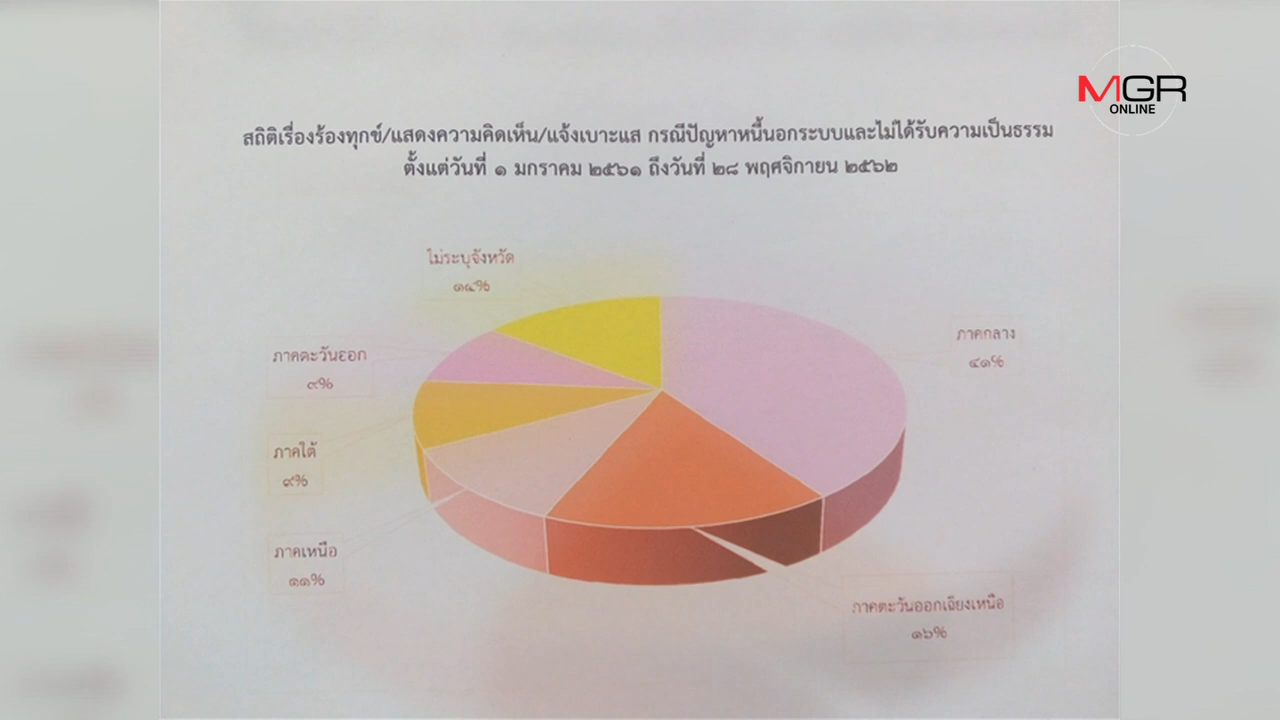 MGR
ONLINE
สถิติเรื่องร้องทุกข์/แสดงความคิดเห็น/แจ้งเบาะแส กรณีปัญหาหนี้นอกระบบและไม่ได้รับความเป็นธรรม
ตั้งแต่วันที่ ๑ มกราคม ๒๕๖๑ ถึงวันที่ ๒๘ พฤศจิกายน ๒๕๖๒
ไม่ระบุจังหวัด
๑๔%
ภาคกลาง
๔๑%
ภาคตะวันออก
๙%
ภาคใต้
๙%
ภาคเหนือ
๑๑%
ภาคตะวันออกเฉียงเหนือ
๑๖%